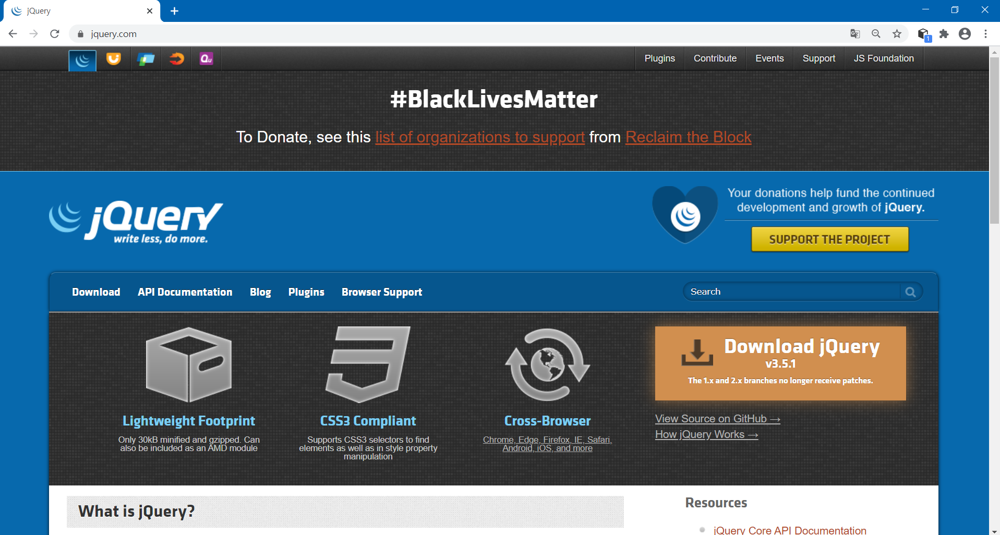 jQuery
jquery.com
1
Qu
Plugins
Contribute
Events
Support
JS Foundation
#BlackLivesMatter
To Donate, see this list of organizations to support from Reclaim the Block
jQuery
write less, do more.
Your donations help fund the continued
development and growth of jQuery.
SUPPORT THE PROJECT
Download
API Documentation
Blog
Plugins
Browser Support
Search
Lightweight Footprint
Only 30kB minified and gzipped. Can
also be included as an AMD module
CSS3 Compliant
Supports CSS3 selectors to find
elements as well as in style property
manipulation
Cross-Browser
Chrome, Edge, Firefox, IE, Safari,
Android, iOS, and more
Download jQuery
v3.5.1
The 1.x and 2.x branches no longer receive patches.
View Source on GitHub →
How jQuery Works →
What is jQuery?
Resources
jQuery Core API Documentation